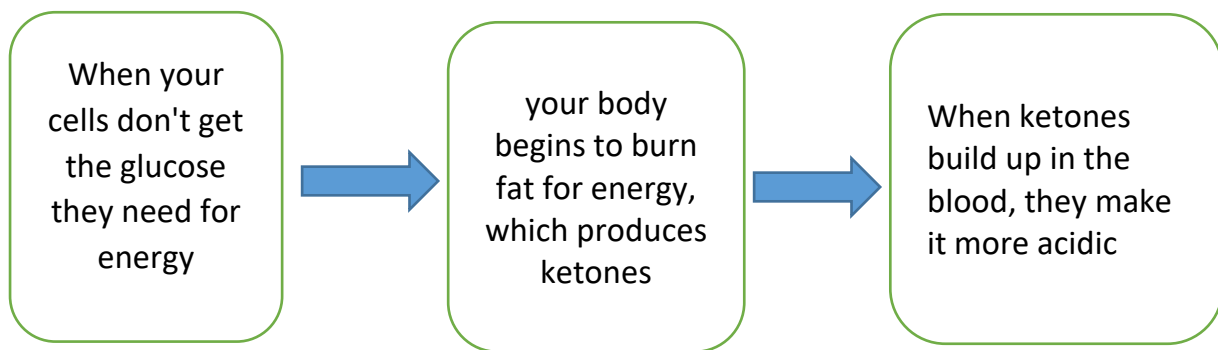 When your
cells don't get
the glucose
they need for
energy
your body
begins to burn
fat for energy,
which produces
ketones
When ketones
build up in the
blood, they make
it more acidic